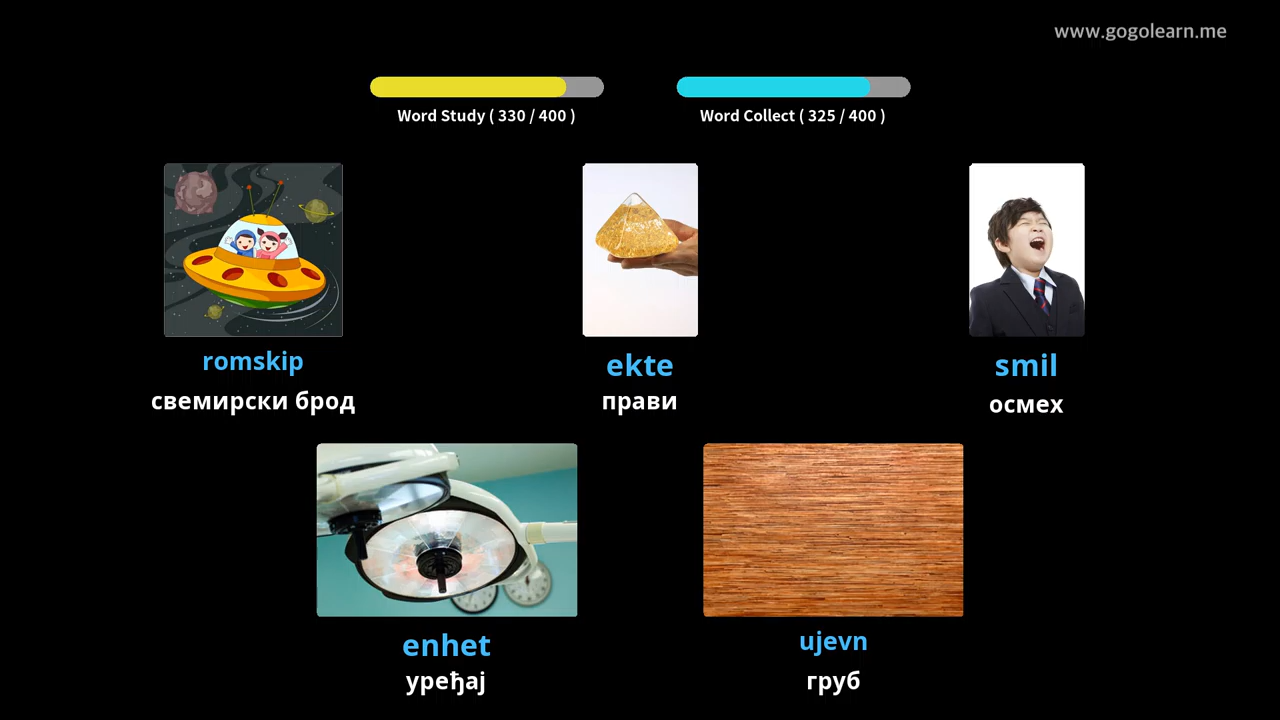 www.gogolearn.me
Word Study ( 330 / 400 )
Word Collect ( 325 / 400 )
romskip
свемирски брод
ekte
прави
smil
осмех
enhet
уређај
ujevn
груб